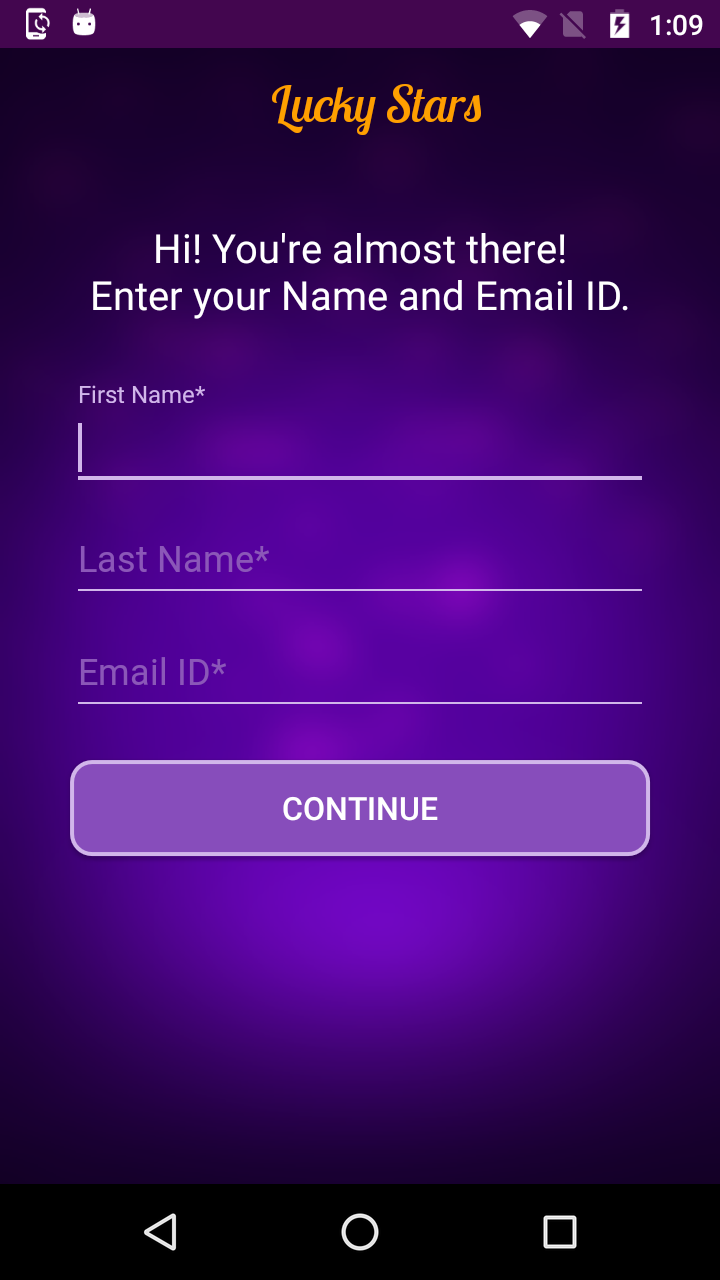 1:09
Lucky Stars
Hi! You're almost there!
Enter your Name and Email ID.
First Name*
Last Name*
Email ID*
CONTINUE